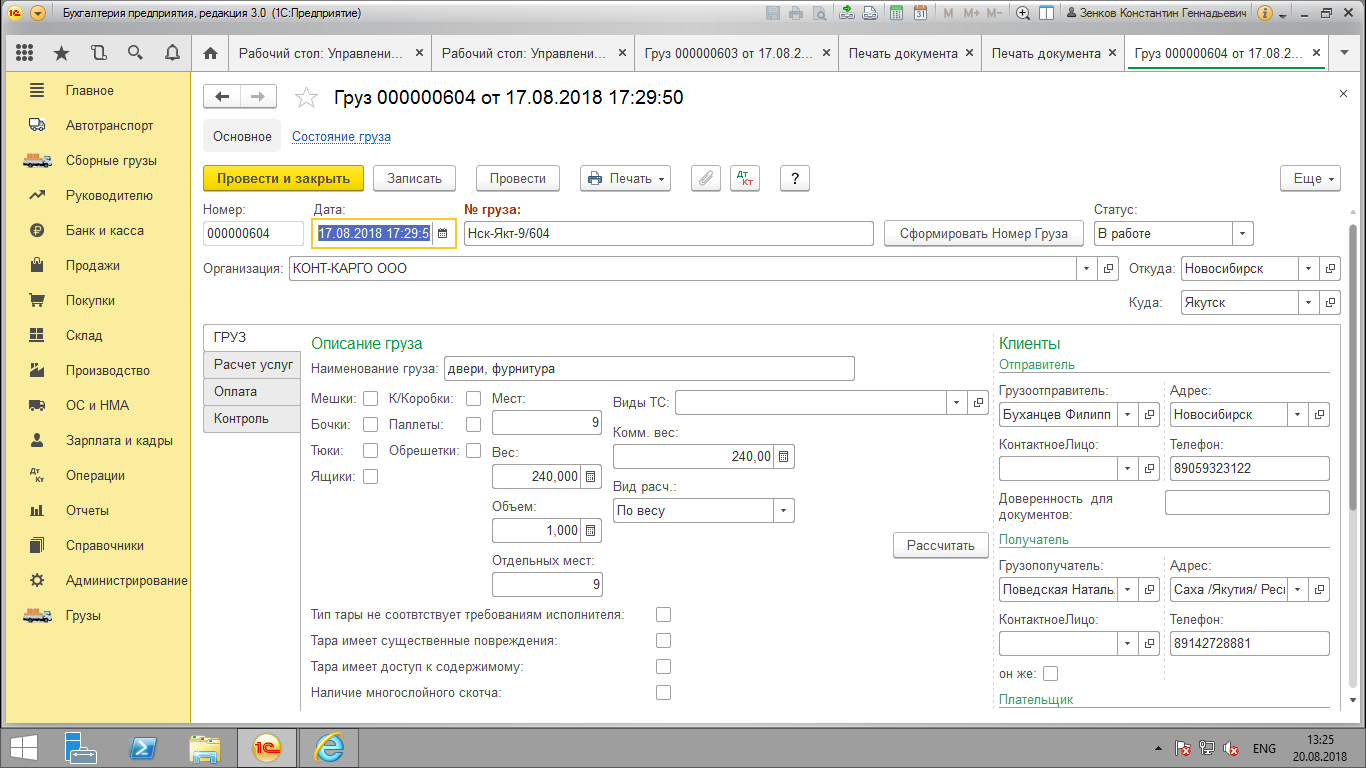 Бухгалтерия предприятия, редакция 3.0 (1С:Предприятие)
M M+ M-
Зенков Константин Геннадьевич
Рабочий стол: Управлени...
Рабочий стол: Управлени...
Груз 000000603 от 17.08.2...
Печать документа
Печать документа
Груз 000000604 от 17.08.2...
Главное
Автотранспорт
Сборные грузы
Руководителю
Банк и касса
Продажи
Покупки
Склад
Производство
ОС и НМА
Зарплата и кадры
Операции
Отчеты
Справочники
Администрирование
Грузы
Груз 000000604 от 17.08.2018 17:29:50
Основное Состояние груза
Провести и закрыть Записать Провести Печать Дт Кт ? Еще
Номер: Дата: № груза: Статус:
000000604 17.08.2018 17:29:5 Нск-Якт-9/604 Сформировать Номер Груза В работе
Организация: КОНТ-КАРГО ООО Откуда: Новосибирск
Куда: Якутск
ГРУЗ
Расчет услуг
Оплата
Контроль
Описание груза
Наименование груза: двери, фурнитура
Мешки: К/Коробки: Мест:
9
Бочки: Паллеты:
Тюки: Обрешетки: Вес:
240,000
Ящики:
Объем:
1,000
Отдельных мест:
9
Виды ТС:
Комм. вес:
240,00
Вид расч.:
По весу
Рассчитать
Тип тары не соответствует требованиям исполнителя:
Тара имеет существенные повреждения:
Тара имеет доступ к содержимому:
Наличие многослойного скотча:
Клиенты
Отправитель
Грузоотправитель: Адрес:
Буханцев Филипп Новосибирск
КонтактноеЛицо: Телефон:
89059323122
Доверенность для
документов:
Получатель
Грузополучатель: Адрес:
Поведская Наталь. Саха /Якутия/ Респ
КонтактноеЛицо: Телефон:
89142728881
он же:
Плательщик
ENG
13:25
20.08.2018